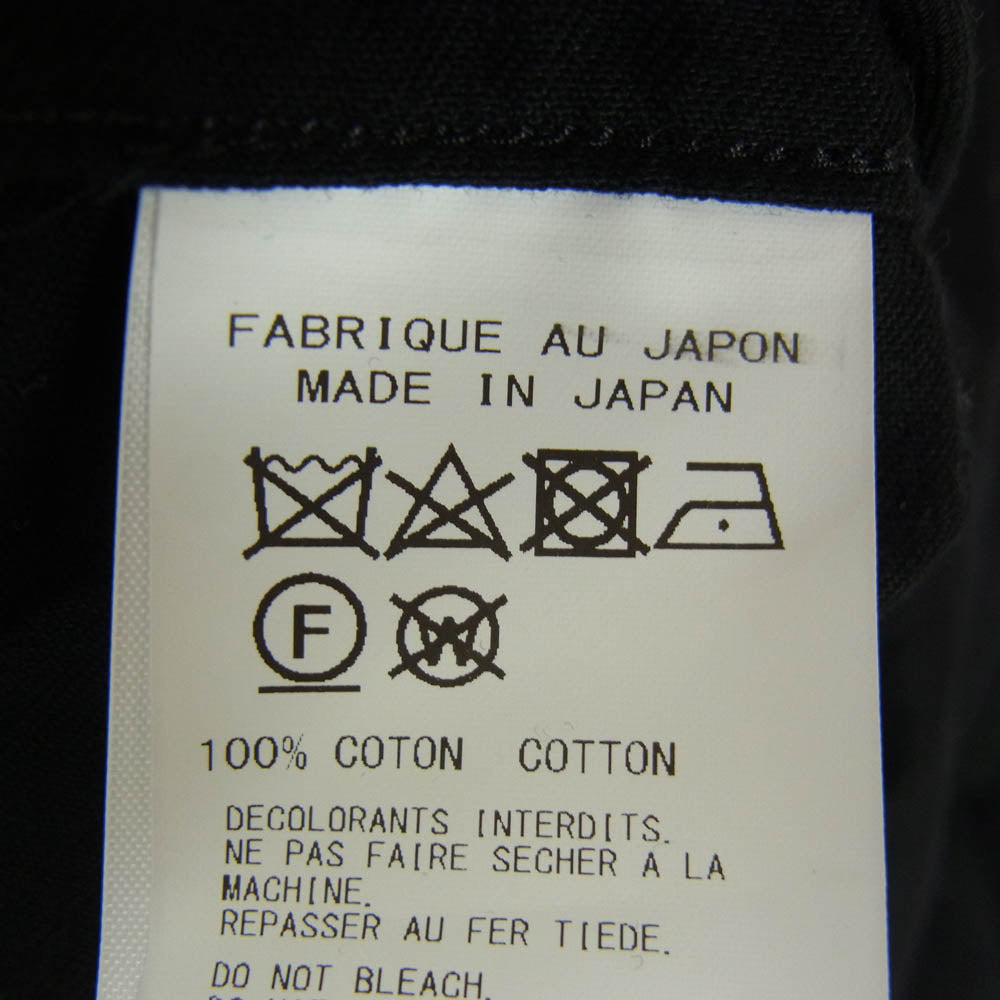 FABRIQUE AU JAPON
MADE IN JAPAN
F W
100% COTON COTTON
DECOLORANTS INTERDITS.
NE PAS FAIRE SECHER A LA
MACHINE.
REPASSER AU FER TIEDE.
DO NOT BLEACH.